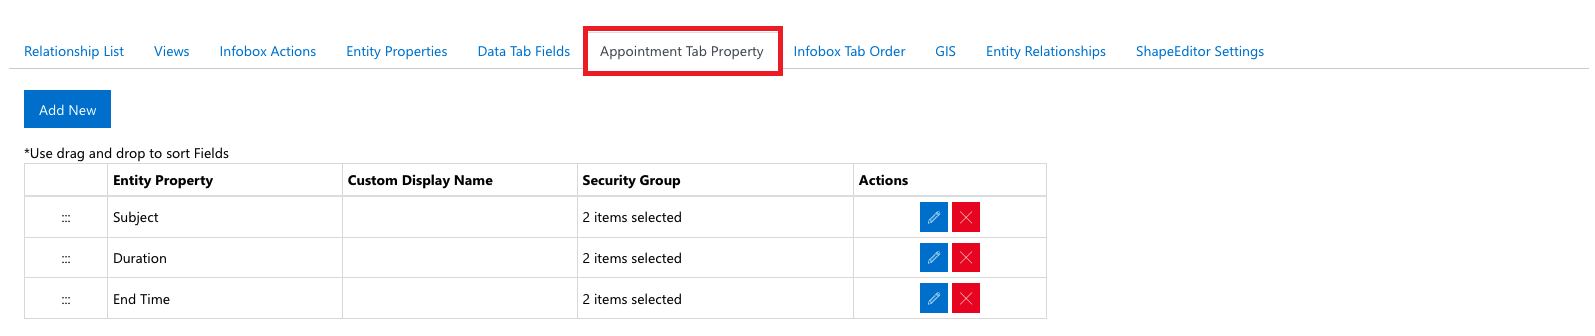 Relationship List Views Infobox Actions Entity Properties Data Tab Fields Appointment Tab Property Infobox Tab Order GIS Entity Relationships ShapeEditor Settings
Add New
*Use drag and drop to sort Fields
Entity Property Custom Display Name Security Group Actions
::: Subject 2 items selected
::: Duration 2 items selected
::: End Time 2 items selected